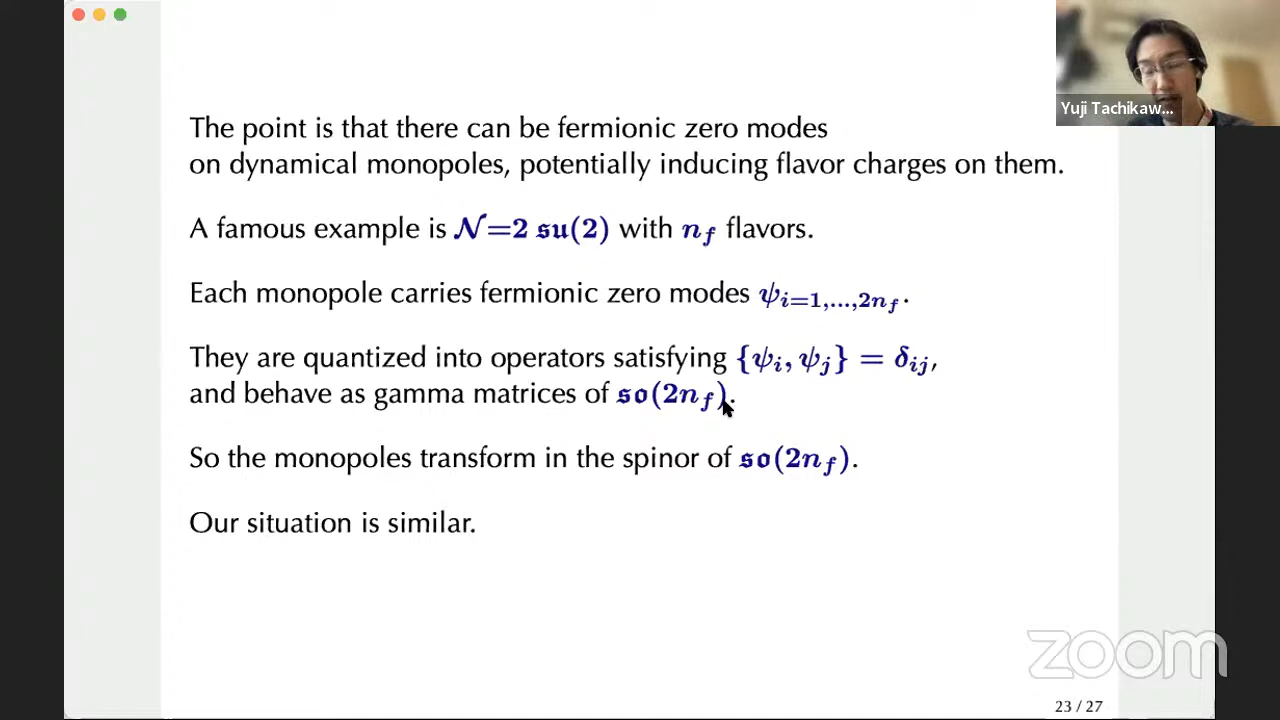 The point is that there can be fermionic zero modes
on dynamical monopoles, potentially inducing flavor charges on them.
A famous example is 𝒩=2 𝔰𝔲(2) with n_f flavors.
Each monopole carries fermionic zero modes ψ_{i=1,...,2n_f}.
They are quantized into operators satisfying {ψ_i, ψ_j} = δ_{ij},
and behave as gamma matrices of 𝔰𝔬(2n_f).
So the monopoles transform in the spinor of 𝔰𝔬(2n_f).
Our situation is similar.
Yuji Tachikaw...
zoom
23 / 27